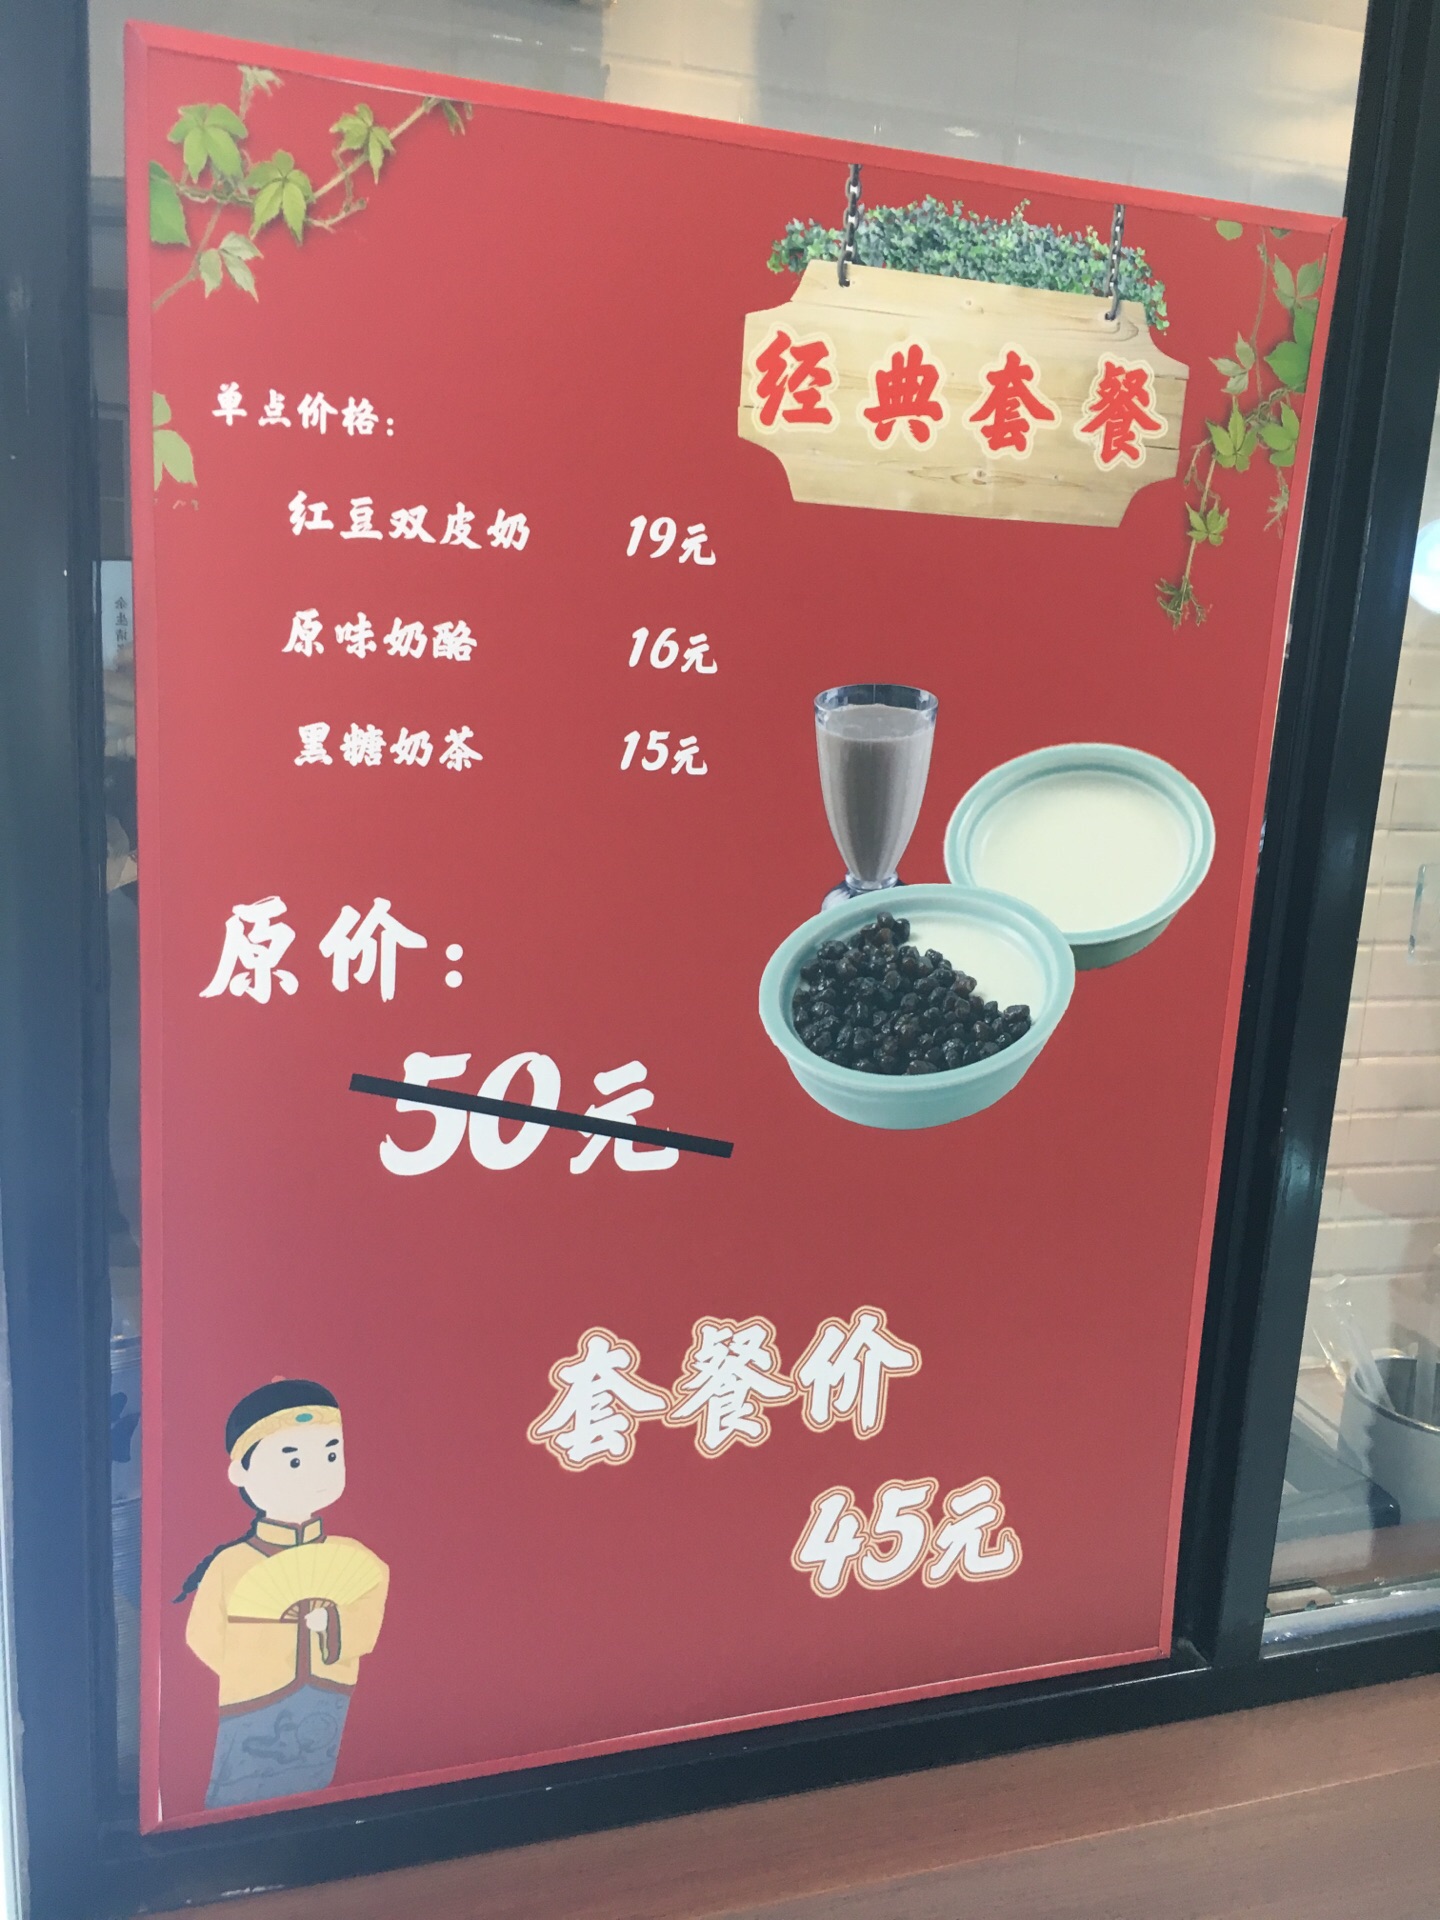 经典套餐
单点价格：
红豆双皮奶 19元
原味奶酪 16元
黑糖奶茶 15元
原价：
50元
套餐价
45元